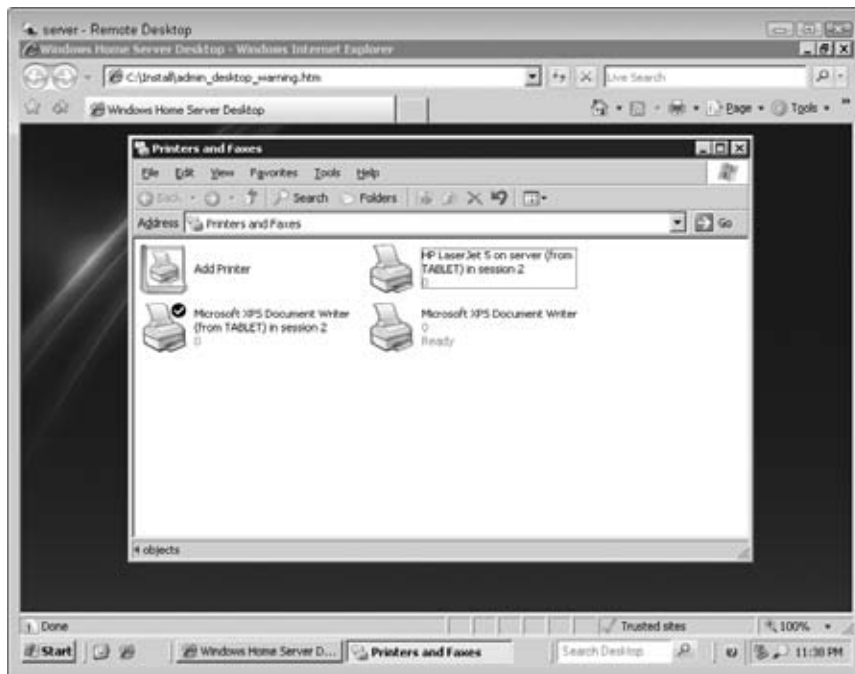 server - Remote Desktop
Windows Home Server Desktop - Windows Internet Explorer
C:\Install\admin_desktop_warning.htm
Live Search
Windows Home Server Desktop
Page
Tools
Printers and Faxes
File Edit View Favorites Tools Help
Back
Search
Folders
Address
Printers and Faxes
Go
Add Printer
HP LaserJet 5 on server (from
TABLET) in session 2
0
Microsoft XPS Document Writer
(from TABLET) in session 2
0
Microsoft XPS Document Writer
0
Ready
4 objects
Done
Trusted sites
100%
Start
Windows Home Server D...
Printers and Faxes
Search Desktop
11:38 PM